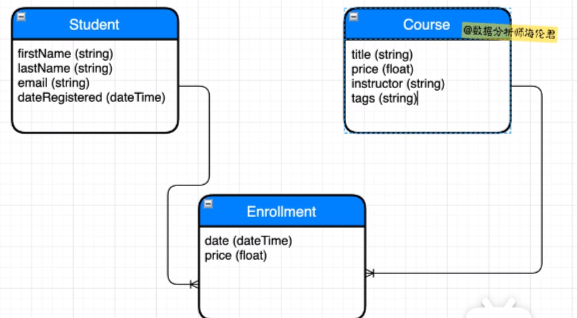 Student
firstName (string)
lastName (string)
email (string)
dateRegistered (dateTime)
Course
@数据分析师海伦君
title (string)
price (float)
instructor (string)
tags (string)
Enrollment
date (dateTime)
price (float)